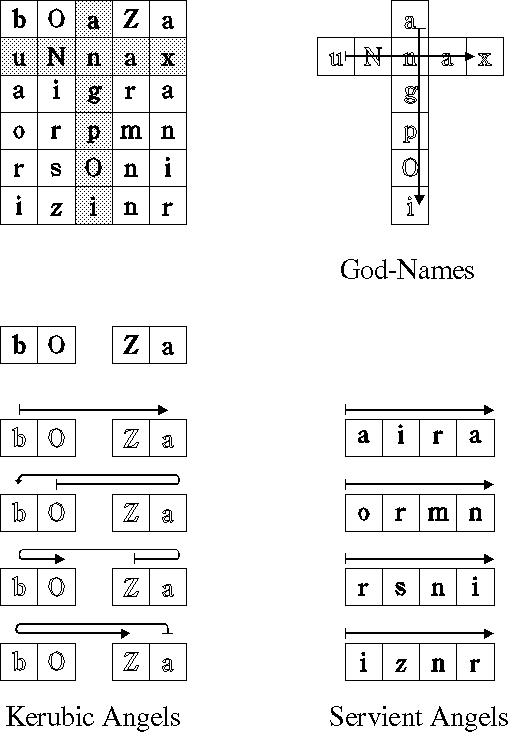 b O a Z a
u N n a x
a i g r a
o r p m n
r s O n i
i z i n r
a
u N n a x
g
p
O
i
God-Names
b O Z a
b O Z a
b O Z a
b O Z a
b O Z a
Kerubic Angels
a i r a
o r m n
r s n i
i z n r
Servient Angels